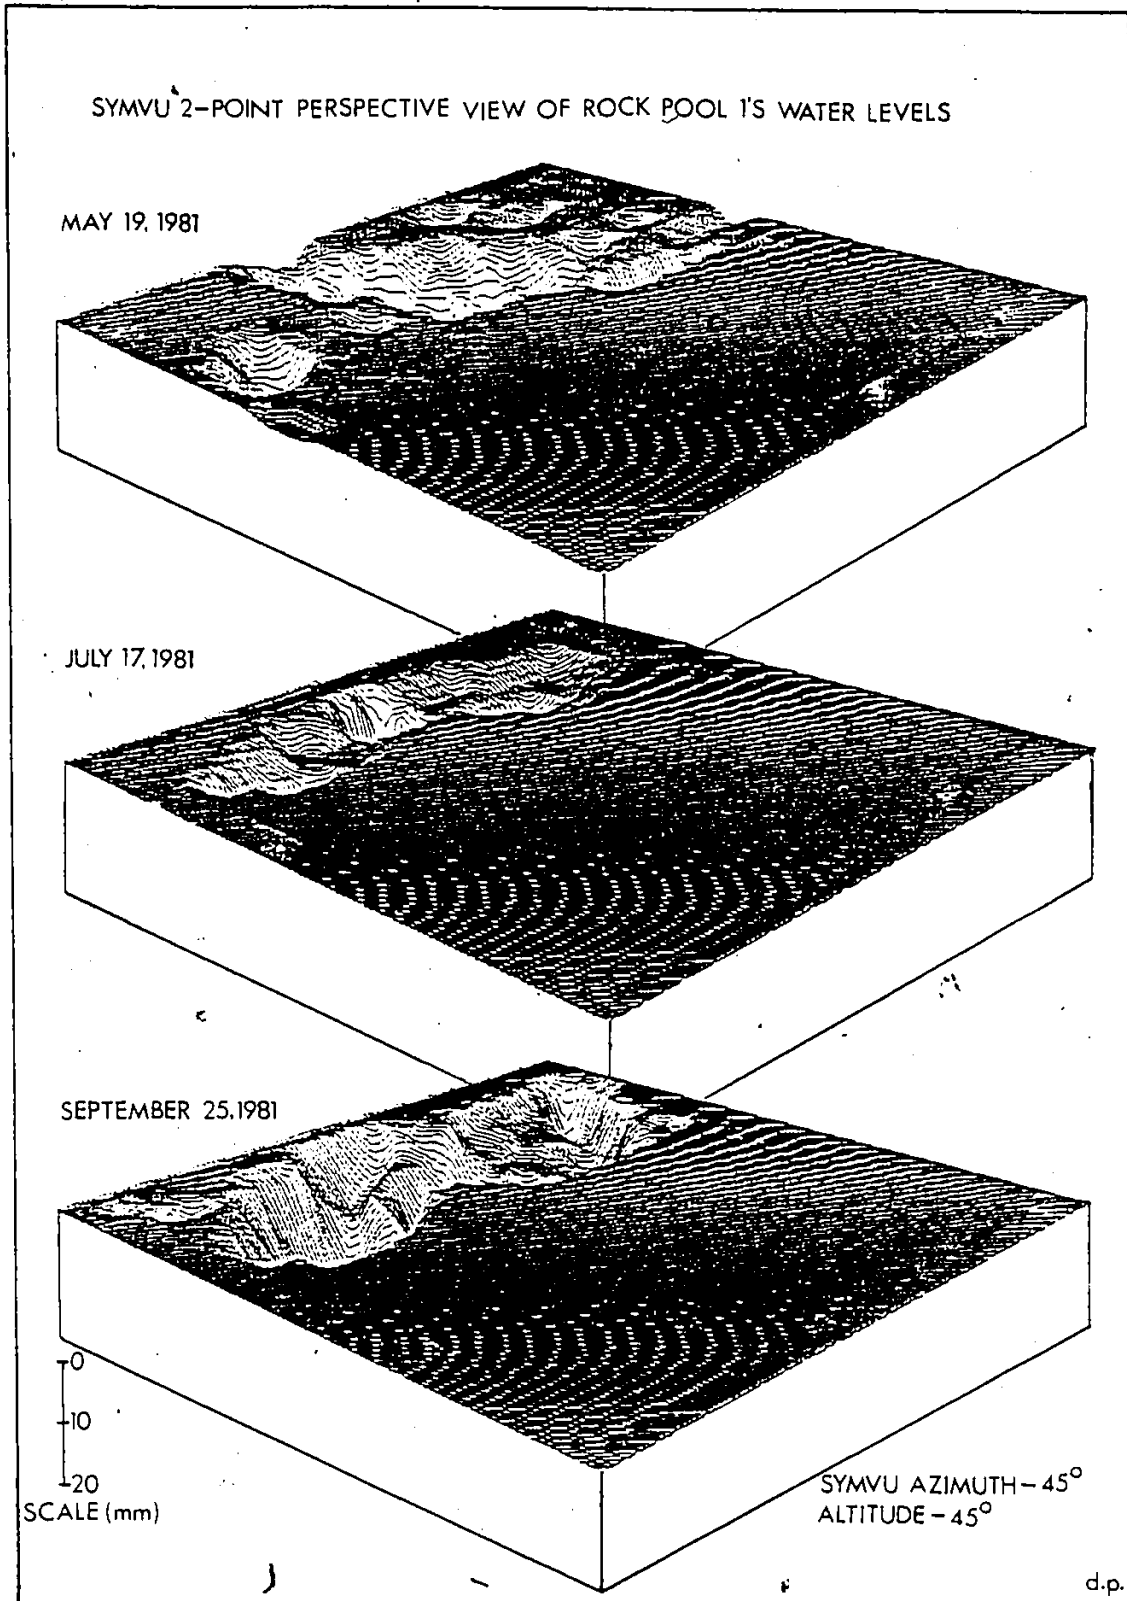 SYMVU 2-POINT PERSPECTIVE VIEW OF ROCK POOL 1'S WATER LEVELS
MAY 19, 1981
JULY 17, 1981
SEPTEMBER 25, 1981
0
10
20
SCALE (mm)
SYMVU AZIMUTH - 45°
ALTITUDE - 45°
d.p.